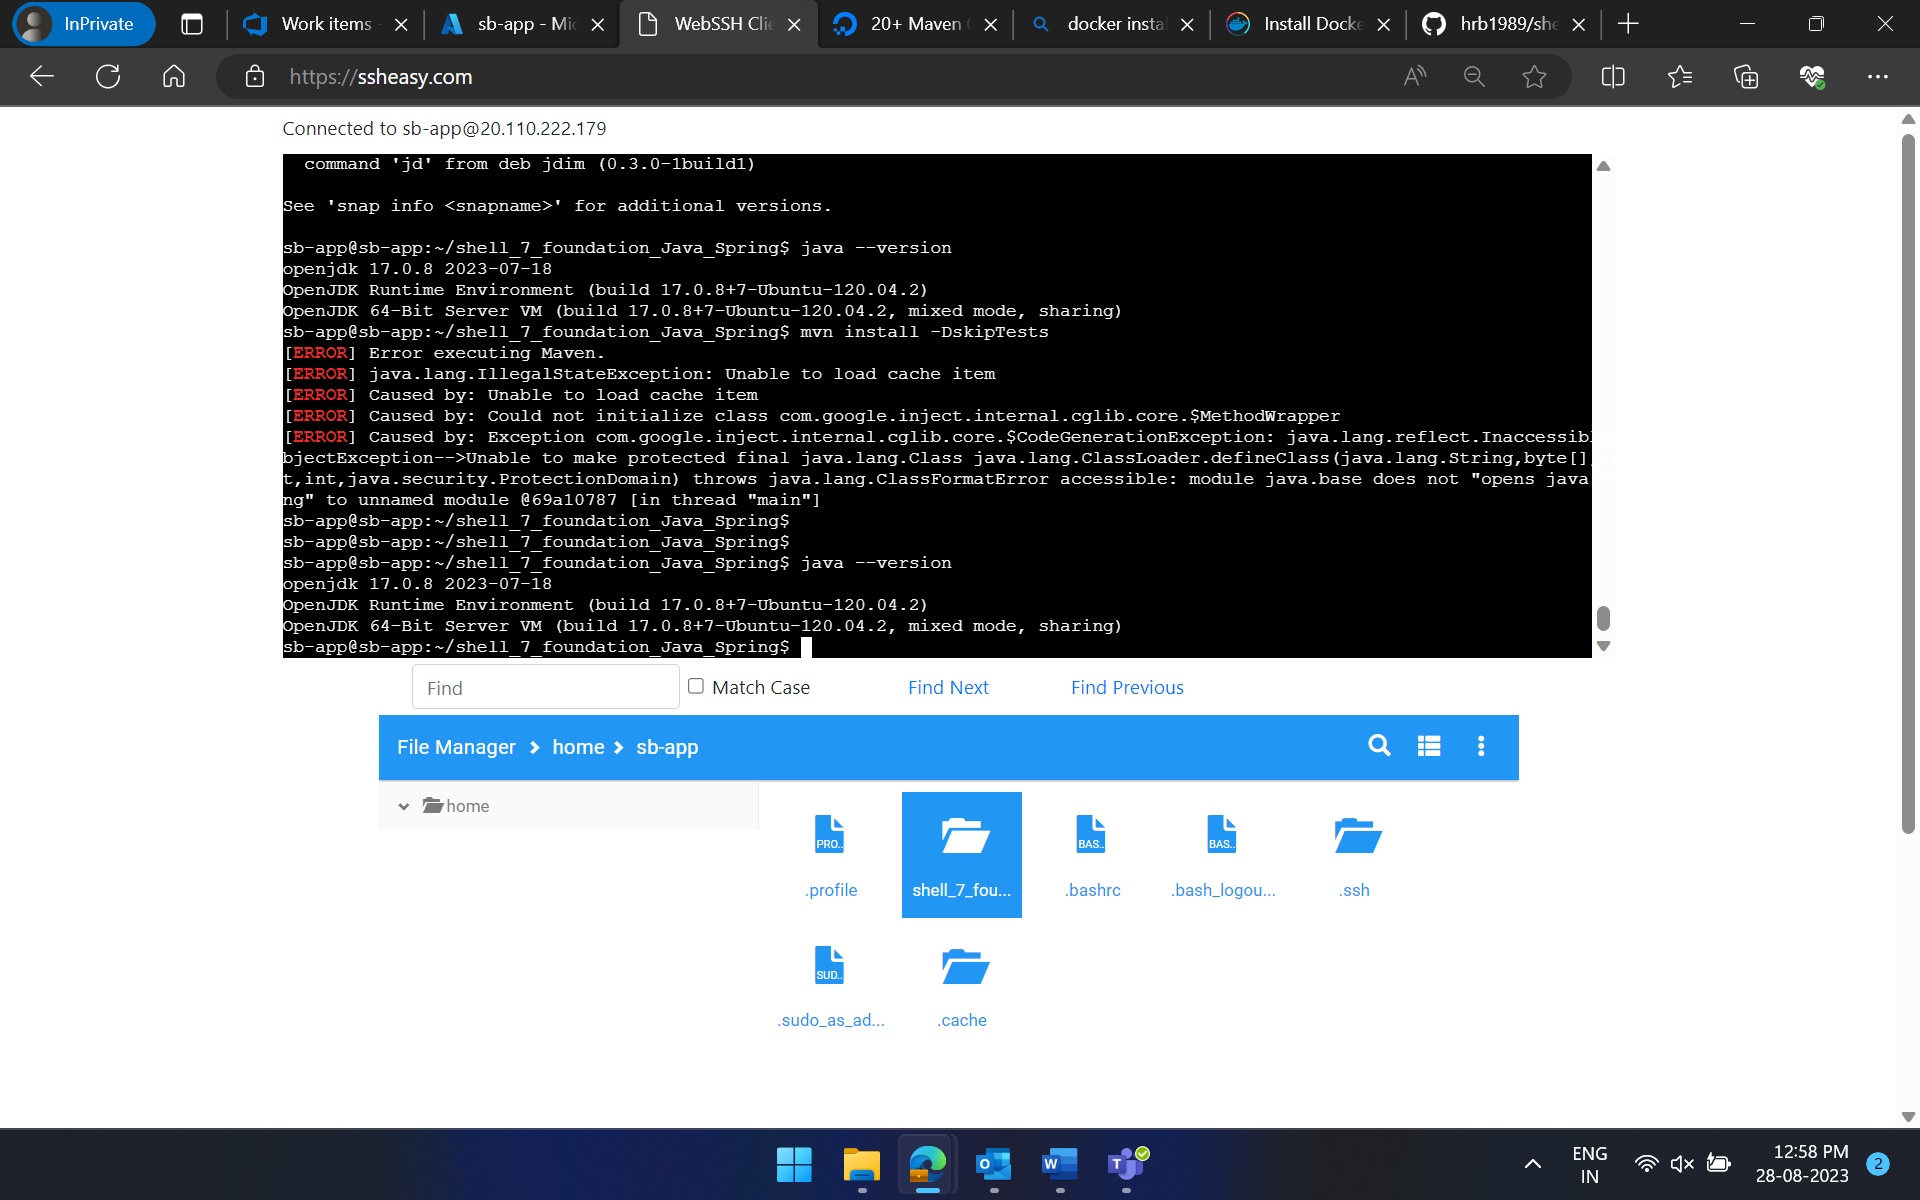 InPrivate
Work items
sb-app - Mic
WebSSH Clie
20+ Maven
docker instal
Install Docke
hrb1989/she
https://ssheasy.com
Connected to sb-app@20.110.222.179
command 'jd' from deb jdim (0.3.0-1build1)
See 'snap info <snapname>' for additional versions.
sb-app@sb-app:~/shell_7_foundation_Java_Spring$ java --version
openjdk 17.0.8 2023-07-18
OpenJDK Runtime Environment (build 17.0.8+7-Ubuntu-120.04.2)
OpenJDK 64-Bit Server VM (build 17.0.8+7-Ubuntu-120.04.2, mixed mode, sharing)
sb-app@sb-app:~/shell_7_foundation_Java_Spring$ mvn install -DskipTests
[ERROR] Error executing Maven.
[ERROR] java.lang.IllegalStateException: Unable to load cache item
[ERROR] Caused by: Unable to load cache item
[ERROR] Caused by: Could not initialize class com.google.inject.internal.cglib.core.$MethodWrapper
[ERROR] Caused by: Exception com.google.inject.internal.cglib.core.$CodeGenerationException: java.lang.reflect.Inaccessibl
bjectException-->Unable to make protected final java.lang.Class java.lang.ClassLoader.defineClass(java.lang.String,byte[],
t,int,java.security.ProtectionDomain) throws java.lang.ClassFormatError accessible: module java.base does not "opens java
ng" to unnamed module @69a10787 [in thread "main"]
sb-app@sb-app:~/shell_7_foundation_Java_Spring$
sb-app@sb-app:~/shell_7_foundation_Java_Spring$
sb-app@sb-app:~/shell_7_foundation_Java_Spring$ java --version
openjdk 17.0.8 2023-07-18
OpenJDK Runtime Environment (build 17.0.8+7-Ubuntu-120.04.2)
OpenJDK 64-Bit Server VM (build 17.0.8+7-Ubuntu-120.04.2, mixed mode, sharing)
sb-app@sb-app:~/shell_7_foundation_Java_Spring$
Find
Match Case
Find Next
Find Previous
File Manager > home > sb-app
home
PRO..
BAS..
BAS..
.profile
shell_7_fou...
.bashrc
.bash_logou...
.ssh
SUD..
.sudo_as_ad...
.cache
ENG
IN
12:58 PM
28-08-2023
2